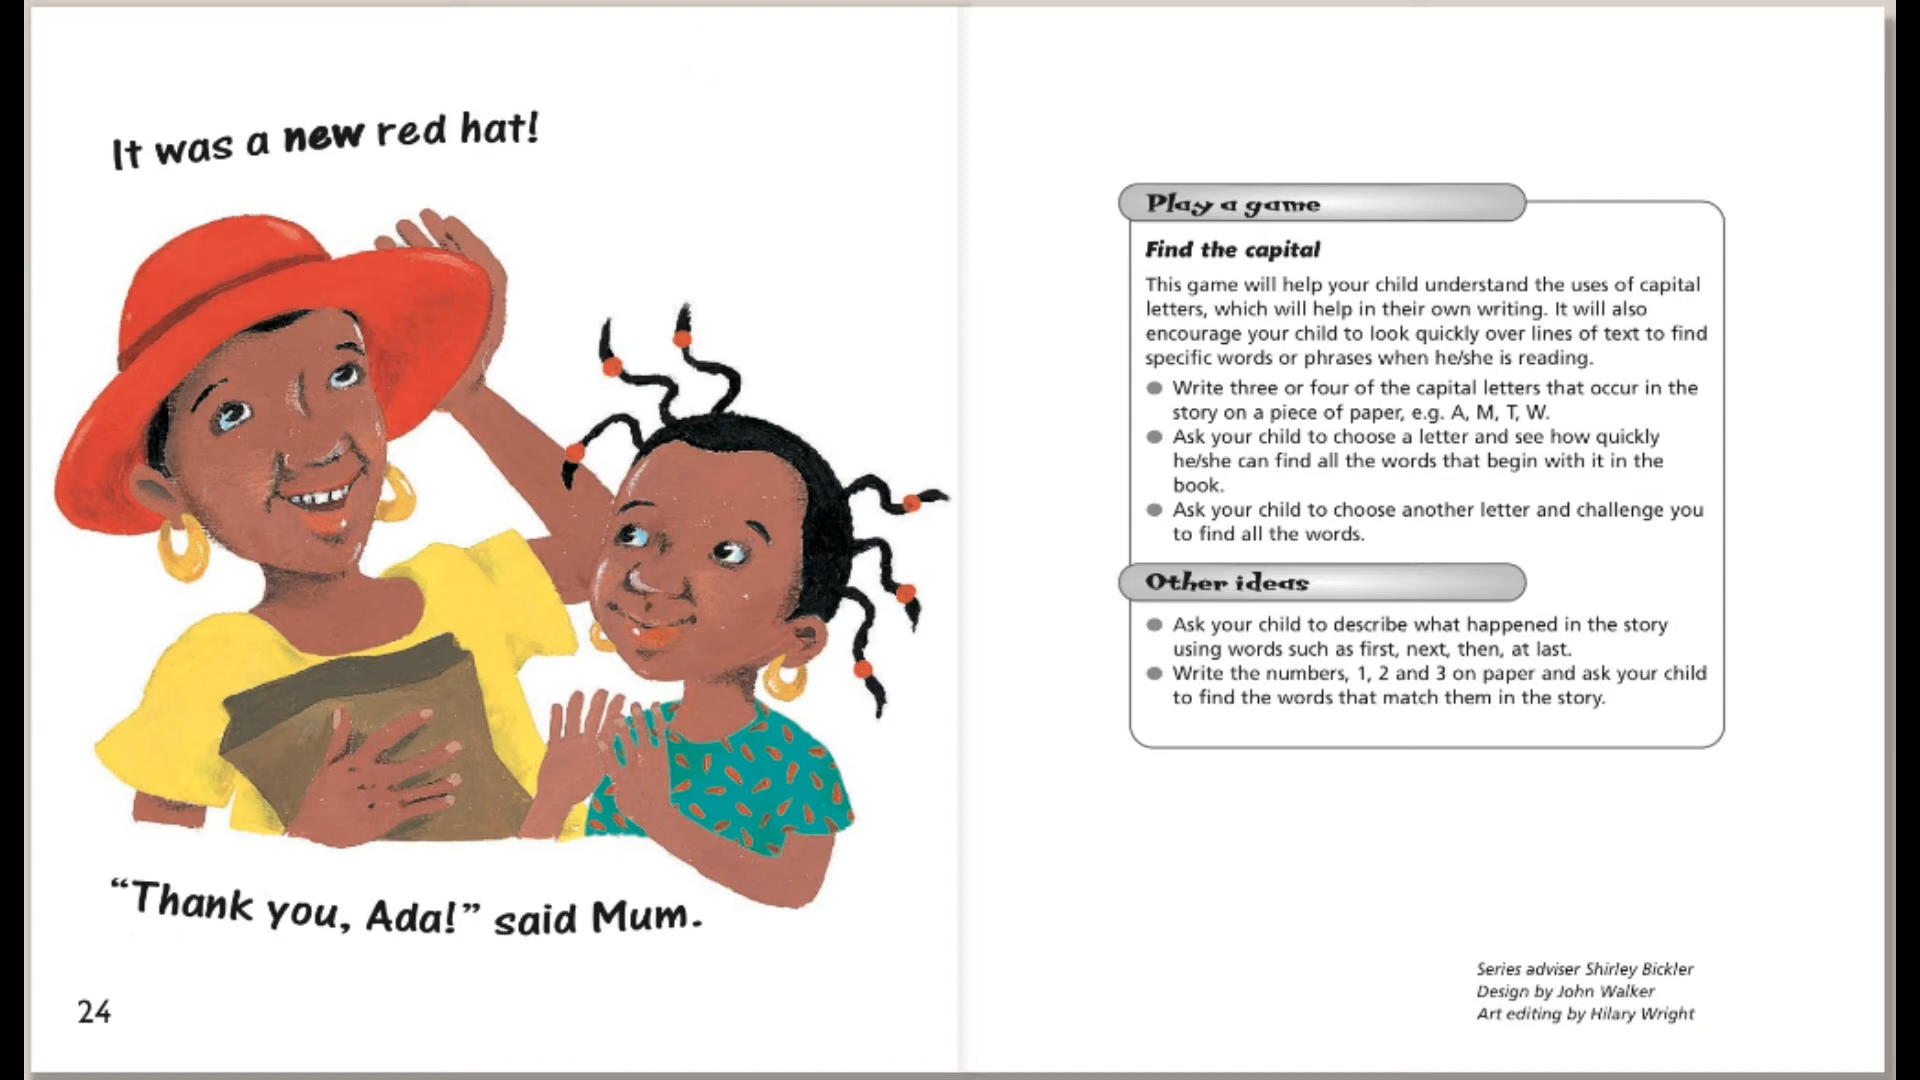 It was a new red hat!
“Thank you, Ada!” said Mum.
24
Play a game
Find the capital
This game will help your child understand the uses of capital
letters, which will help in their own writing. It will also
encourage your child to look quickly over lines of text to find
specific words or phrases when he/she is reading.
● Write three or four of the capital letters that occur in the
story on a piece of paper, e.g. A, M, T, W.
● Ask your child to choose a letter and see how quickly
he/she can find all the words that begin with it in the
book.
● Ask your child to choose another letter and challenge you
to find all the words.
Other ideas
● Ask your child to describe what happened in the story
using words such as first, next, then, at last.
● Write the numbers, 1, 2 and 3 on paper and ask your child
to find the words that match them in the story.
Series adviser Shirley Bickler
Design by John Walker
Art editing by Hilary Wright